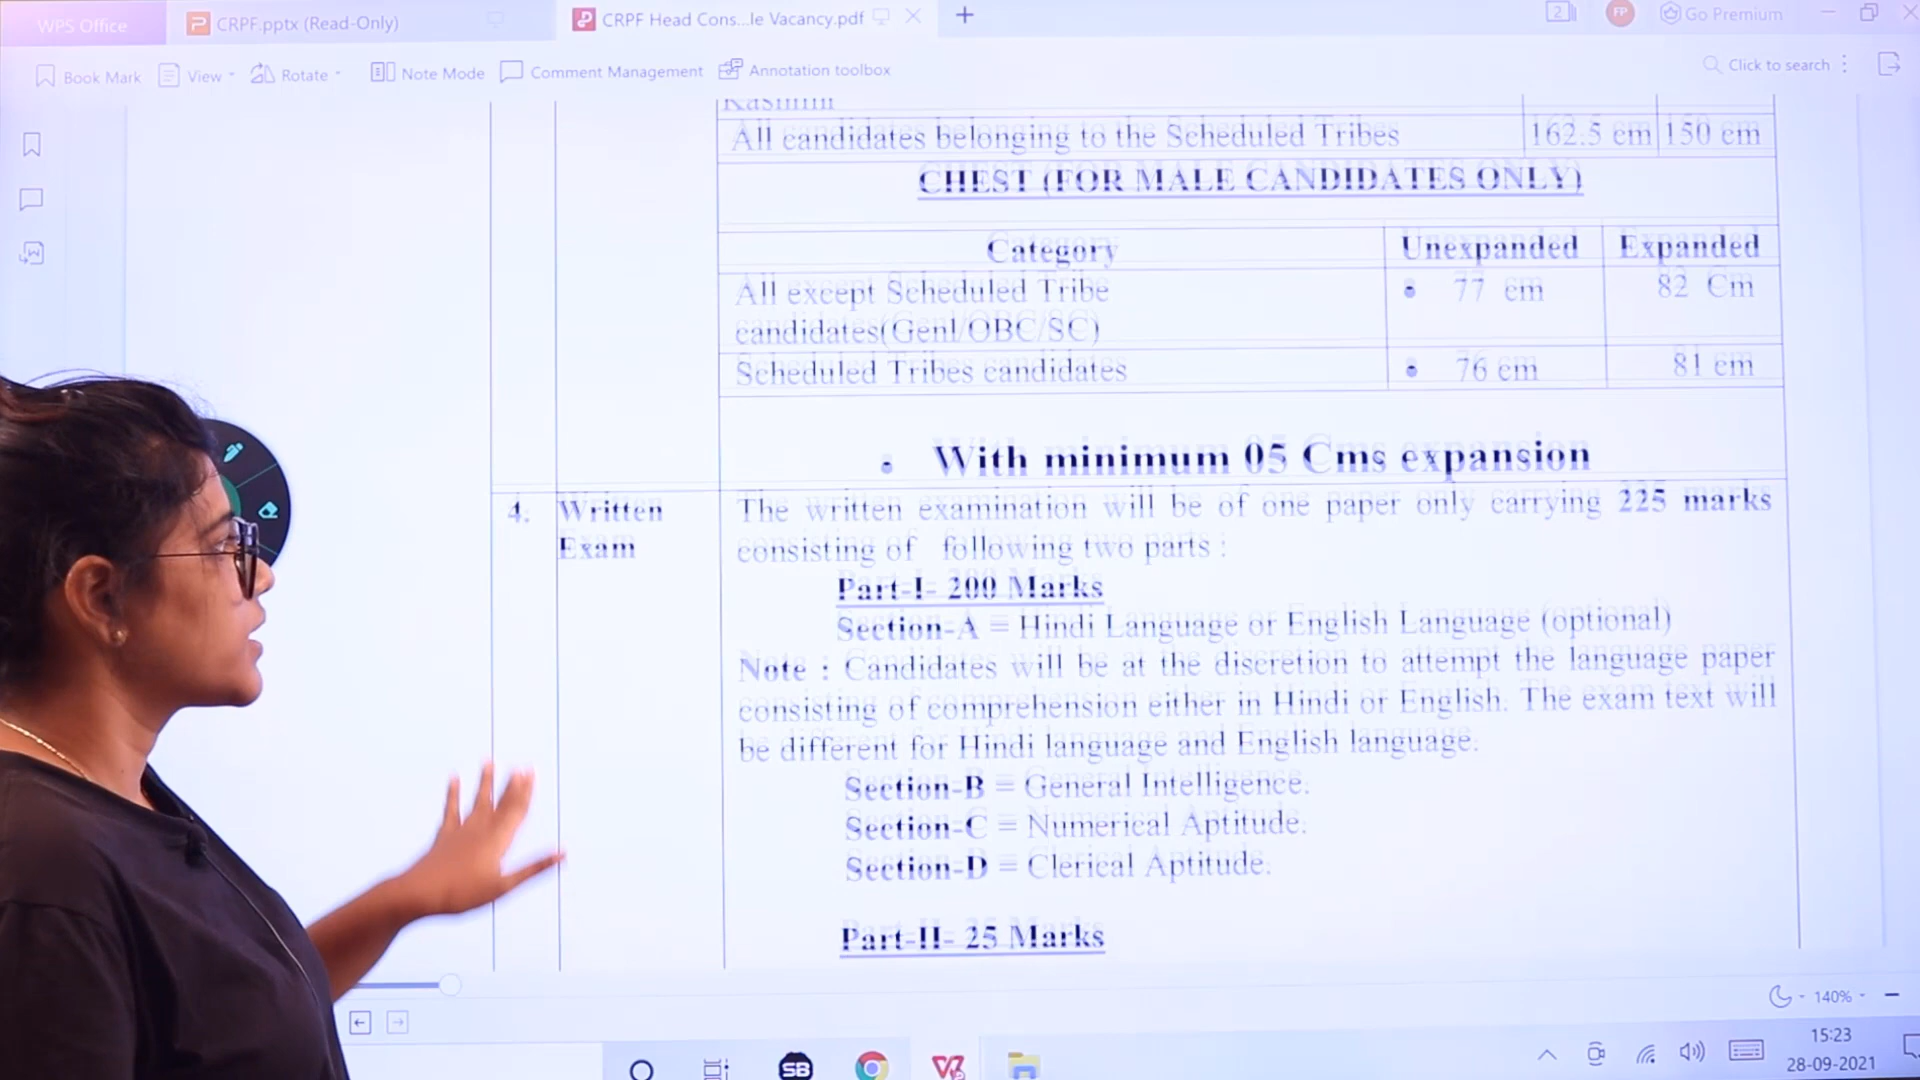 WPS Office
CRPF.pptx (Read-Only)
CRPF Head Cons...le Vacancy.pdf
2
FP
Go Premium
Book Mark
View
Rotate
Note Mode
Comment Management
Annotation toolbox
Click to search
All candidates belonging to the Scheduled Tribes 162.5 cm 150 cm
CHEST (FOR MALE CANDIDATES ONLY)
Category Unexpanded Expanded
All except Scheduled Tribe • 77 cm 82 Cm
candidates(Genl/OBC/SC)
Scheduled Tribes candidates • 76 cm 81 cm
• With minimum 05 Cms expansion
4. Written The written examination will be of one paper only carrying 225 marks
Exam consisting of following two parts :
Part-I- 200 Marks
Section-A = Hindi Language or English Language (optional)
Note : Candidates will be at the discretion to attempt the language paper
consisting of comprehension either in Hindi or English. The exam text will
be different for Hindi language and English language.
Section-B = General Intelligence.
Section-C = Numerical Aptitude.
Section-D = Clerical Aptitude.
Part-II- 25 Marks
140%
SB
15:23
28-09-2021